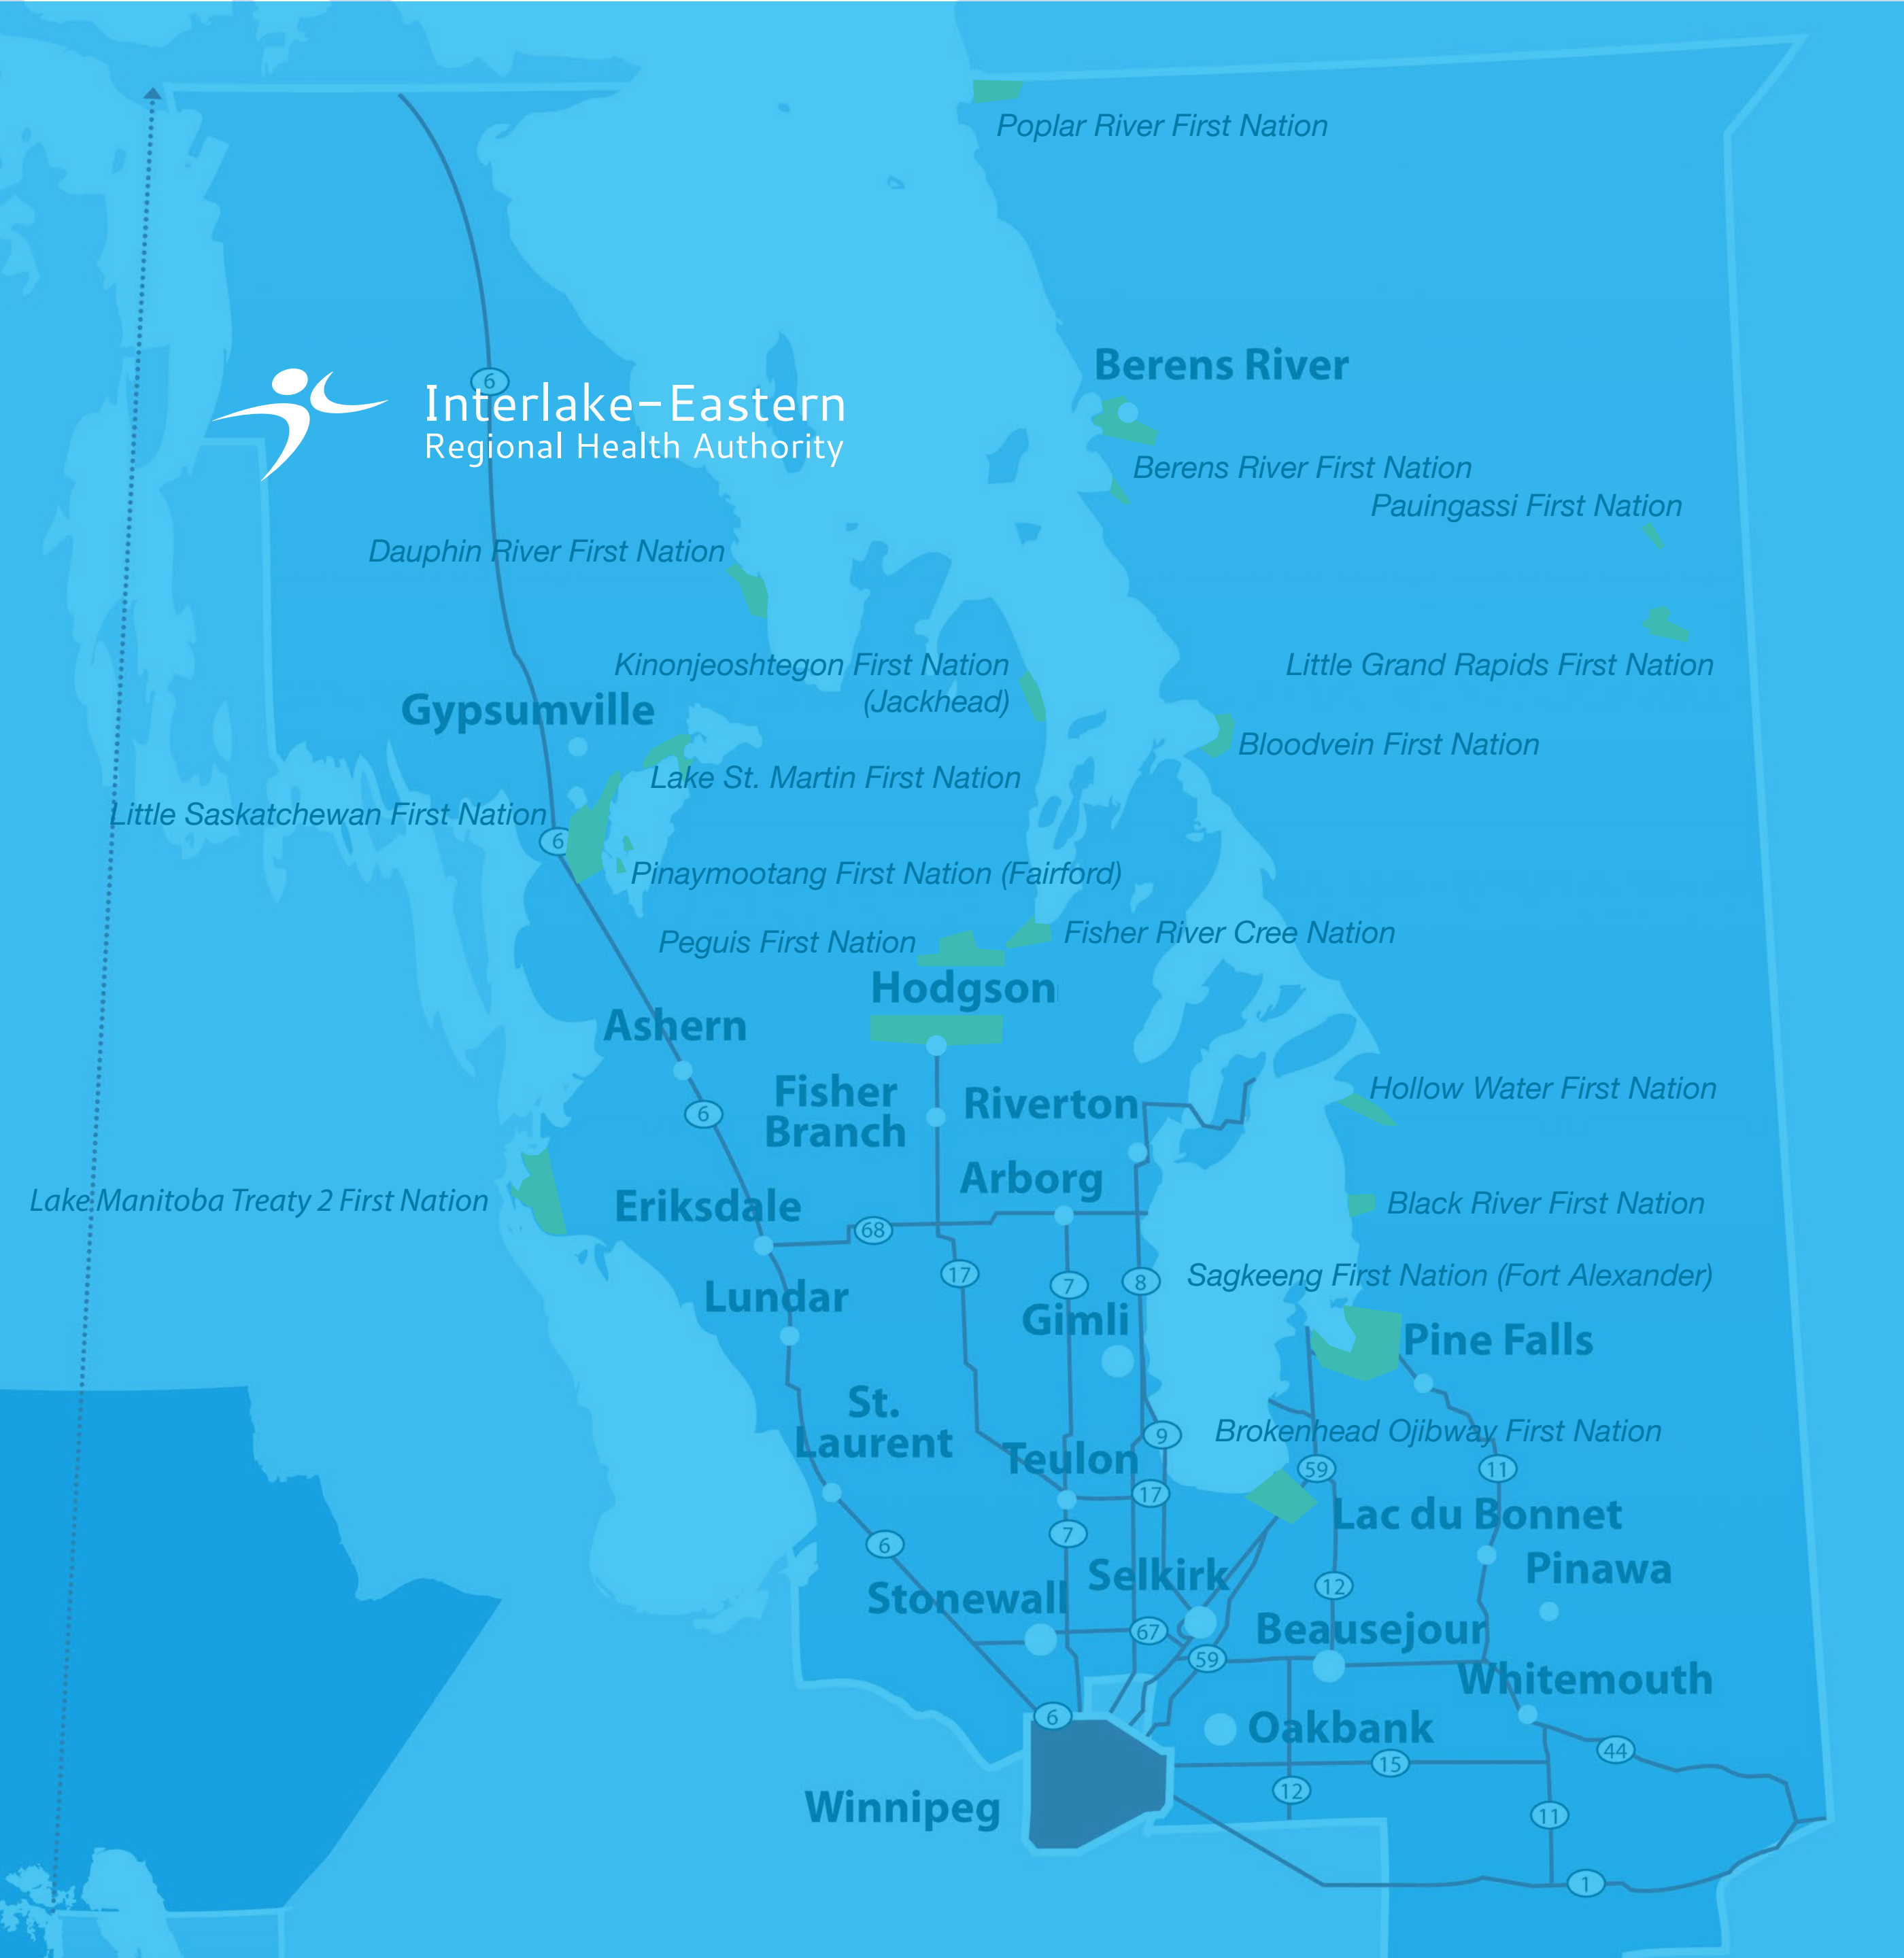 Poplar River First Nation
Berens River
6
Interlake-Eastern
Regional Health Authority
Berens River First Nation
Pauingassi First Nation
Dauphin River First Nation
Kinonjeoshtegon First Nation
(Jackhead)
Little Grand Rapids First Nation
Gypsumville
Bloodvein First Nation
Lake St. Martin First Nation
Little Saskatchewan First Nation
6
Pinaymootang First Nation (Fairford)
Fisher River Cree Nation
Peguis First Nation
Hodgson
Ashern
Fisher
Branch
Riverton
Hollow Water First Nation
6
Arborg
Lake Manitoba Treaty 2 First Nation
Eriksdale
Black River First Nation
68
17
7
8
Sagkeeng First Nation (Fort Alexander)
Lundar
Gimli
Pine Falls
St.
Laurent
9
Brokenhead Ojibway First Nation
Teulon
59
11
17
Lac du Bonnet
7
6
Selkirk
Pinawa
12
Stonewall
67
Beausejour
59
Whitemouth
6
Oakbank
44
15
12
Winnipeg
11
1